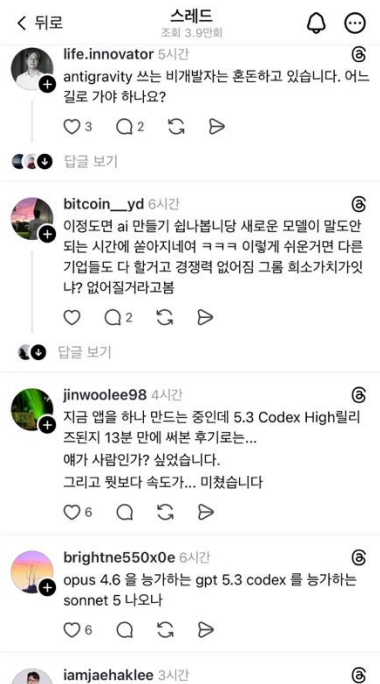 뒤로
스레드
조회 3.9만회
life.innovator 5시간
antigravity 쓰는 비개발자는 혼돈하고 있습니다. 어느
길로 가야 하나요?
3 2
답글 보기
bitcoin__yd 6시간
이정도면 ai 만들기 쉽나봅니당 새로운 모델이 말도안
되는 시간에 쏟아지네여 ㅋㅋㅋ 이렇게 쉬운거면 다른
기업들도 다 할거고 경쟁력 없어짐 그롬 희소가치가잇
냐? 없어질거라고봄
2
답글 보기
jinwoolee98 4시간
지금 앱을 하나 만드는 중인데 5.3 Codex High릴리
즈된지 13분 만에 써본 후기로는...
얘가 사람인가? 싶었습니다.
그리고 뭣보다 속도가... 미쳤습니다
6
brightne550x0e 6시간
opus 4.6 을 능가하는 gpt 5.3 codex 를 능가하는
sonnet 5 나오나
6
iamjaehaklee 3시간